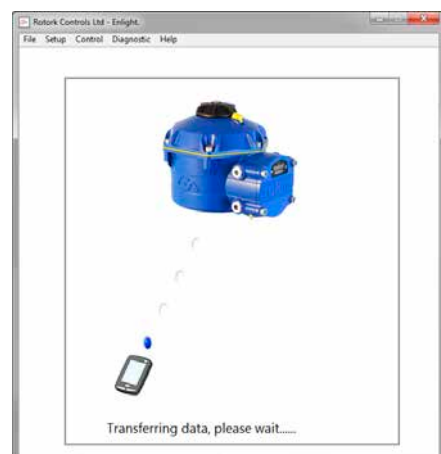 Rotork Controls Ltd - Enlight.
File Setup Control Diagnostic Help
Transferring data, please wait......